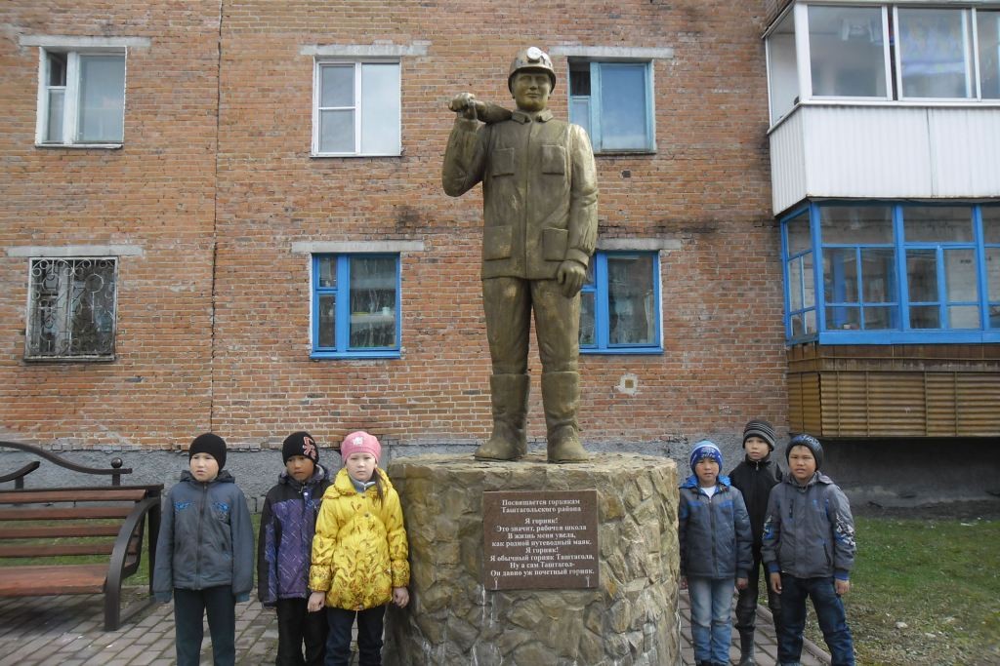 Посвящается горнякам
Таштагольского района
Я горняк!
Это значит, рабочая школа
В жизнь меня увела,
как родной путеводный маяк.
Я горняк!
Я обычный горняк Таштагола,
Ну а сам Таштагол-
Он давно уж почетный горняк.